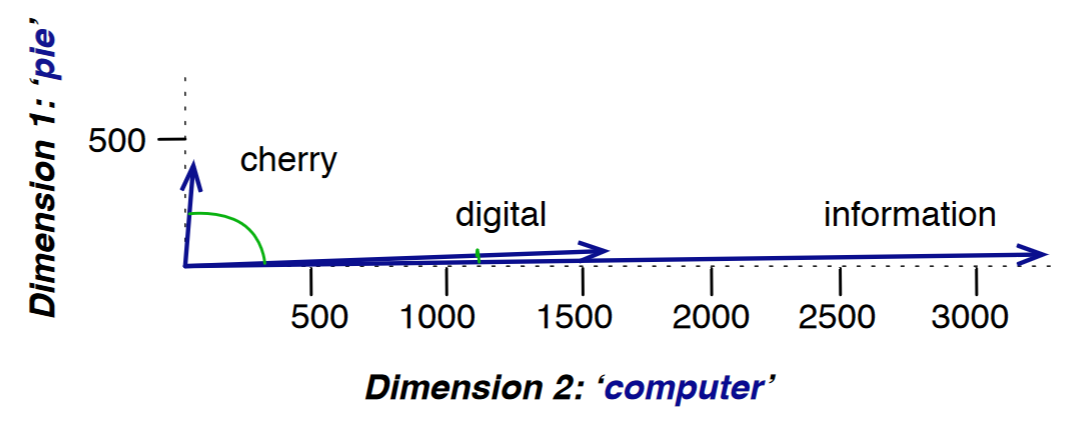 Dimension 1: ‘pie’
500
cherry
digital
information
500 1000 1500 2000 2500 3000
Dimension 2: ‘computer’